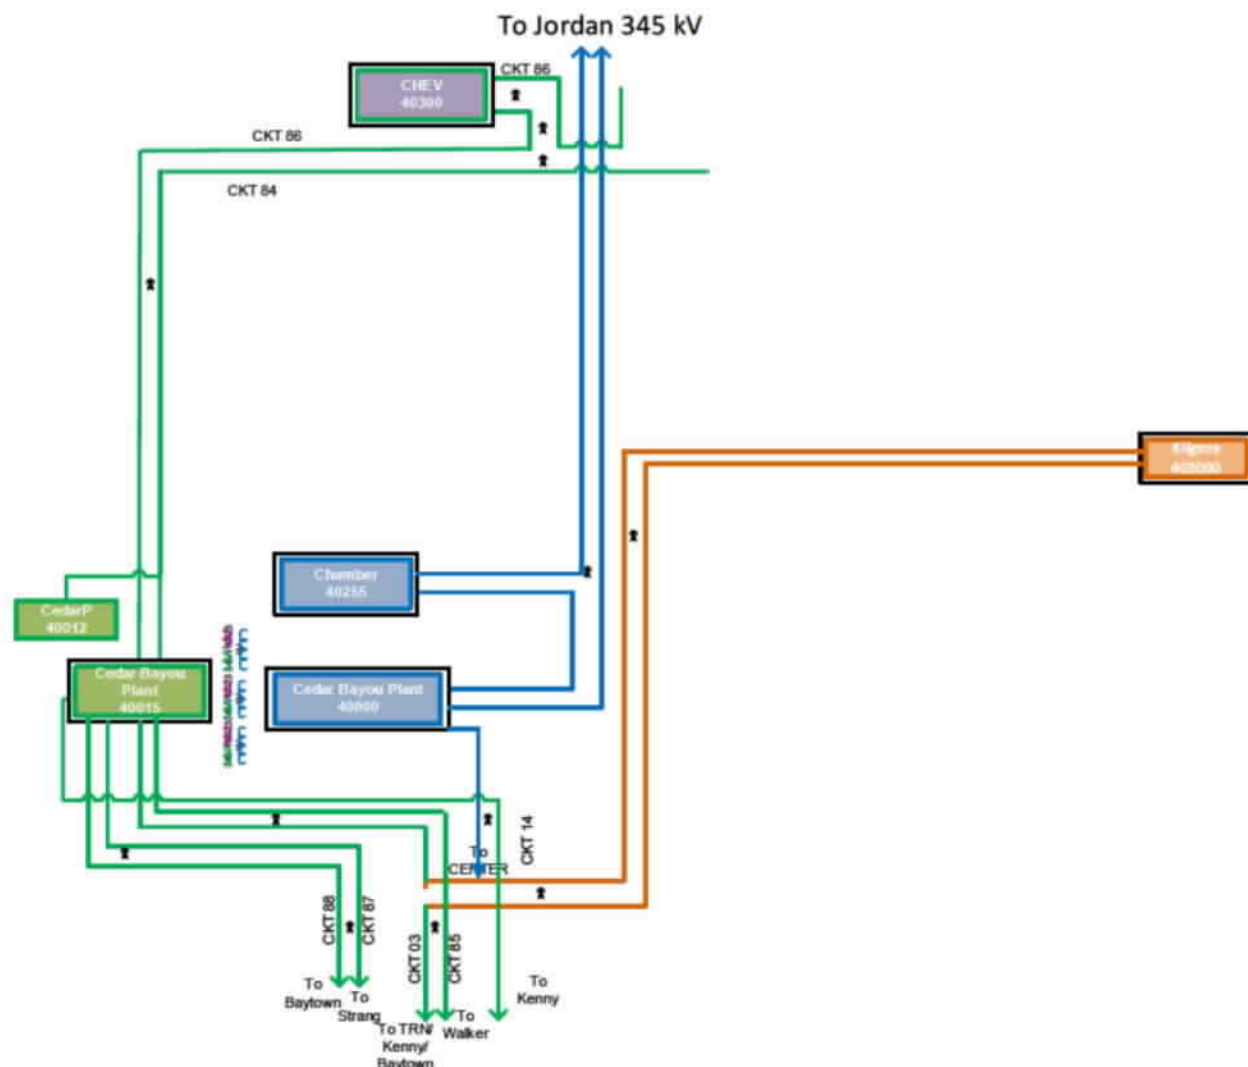 To Jordan 345 kV
CKT 86
CHEV
40300
CKT 86
CKT 84
Kilgore
403000
Chamber
40255
CedarP
40012
Cedar Bayou
Plant
40015
Cedar Bayou Plant
40000
CKT 14
To
CENTER
CKT 88
CKT 87
CKT 03
CKT 85
To
Baytown
To
Strang
To
Kenny
To TRN/
Kenny/
Baytown
To
Walker